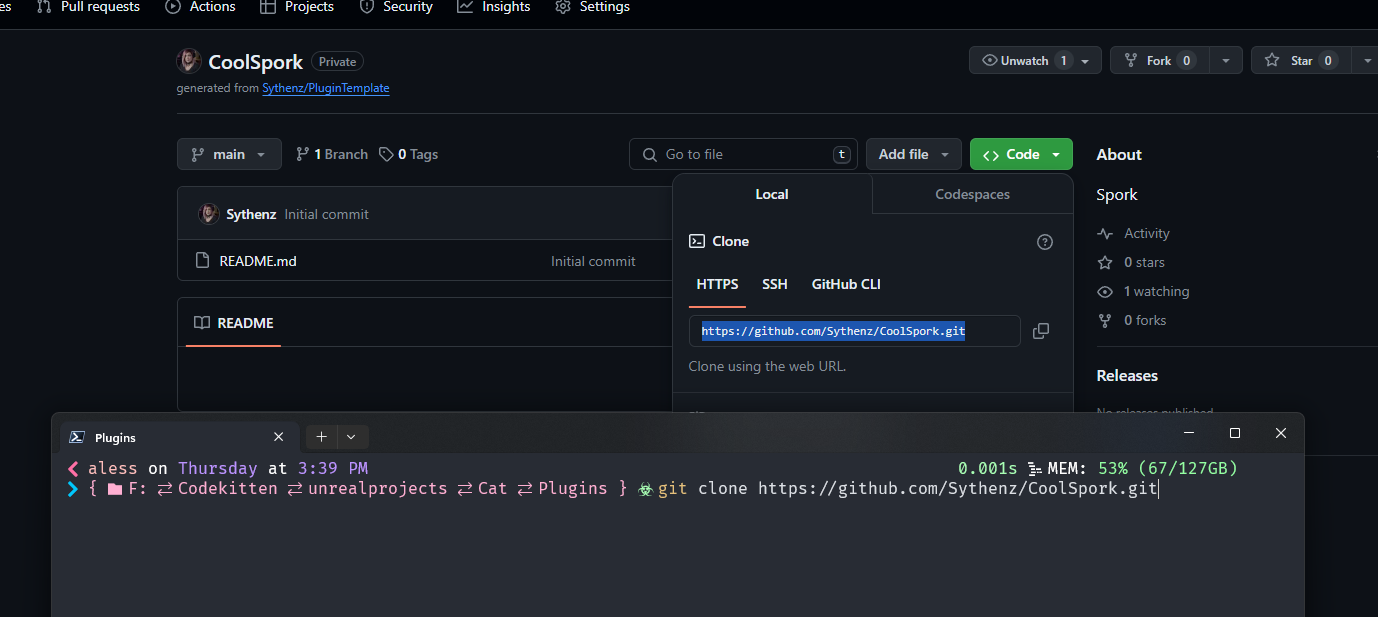 es Pull requests Actions Projects Security Insights Settings
CoolSpork Private
Unwatch 1 Fork 0 Star 0
generated from Sythenz/PluginTemplate
main 1 Branch 0 Tags
Go to file t Add file Code
About
Local Codespaces
Spork
Sythenz Initial commit
Clone
Activity
README.md Initial commit
0 stars
HTTPS SSH GitHub CLI
1 watching
README
0 forks
https://github.com/Sythenz/CoolSpork.git
Clone using the web URL.
Releases
No releases published
Plugins
aless on Thursday at 3:39 PM 0.001s MEM: 53% (67/127GB)
{ F: ⇄ Codekitten ⇄ unrealprojects ⇄ Cat ⇄ Plugins } git clone https://github.com/Sythenz/CoolSpork.git